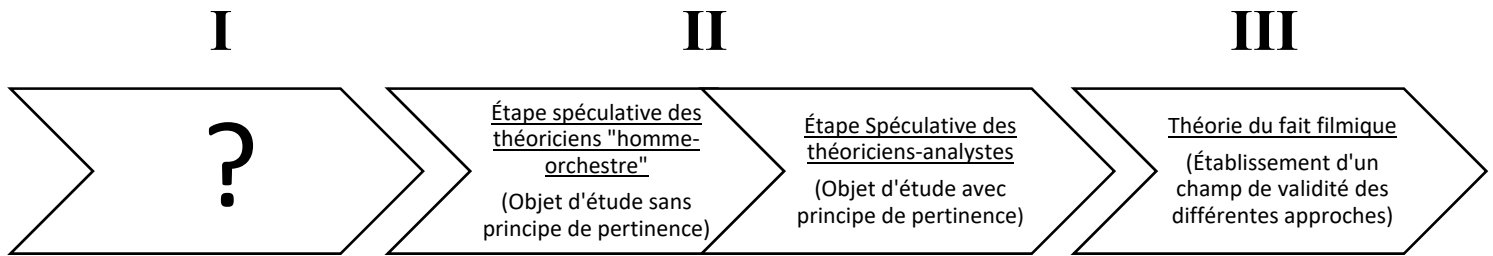 I
II
III
?
Étape spéculative des
théoriciens "homme-
orchestre"
(Objet d'étude sans
principe de pertinence)
Étape Spéculative des
théoriciens-analystes
(Objet d'étude avec
principe de pertinence)
Théorie du fait filmique
(Établissement d'un
champ de validité des
différentes approches)